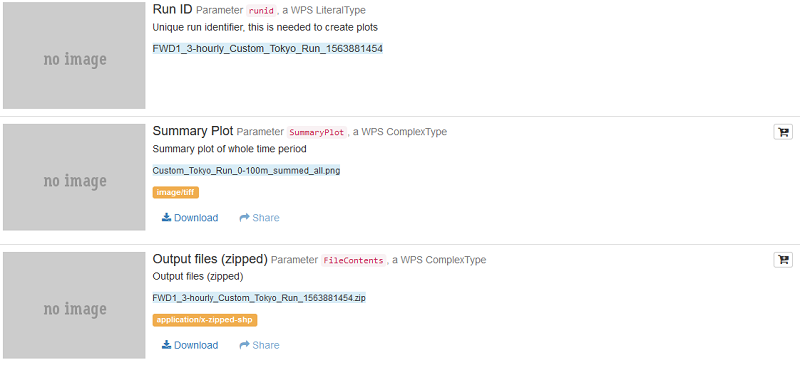 no image
Run ID Parameter runid, a WPS LiteralType
Unique run identifier, this is needed to create plots
FWD1_3-hourly_Custom_Tokyo_Run_1563881454
no image
Summary Plot Parameter SummaryPlot, a WPS ComplexType
Summary plot of whole time period
Custom_Tokyo_Run_0-100m_summed_all.png
image/tiff
Download Share
no image
Output files (zipped) Parameter FileContents, a WPS ComplexType
Output files (zipped)
FWD1_3-hourly_Custom_Tokyo_Run_1563881454.zip
application/x-zipped-shp
Download Share